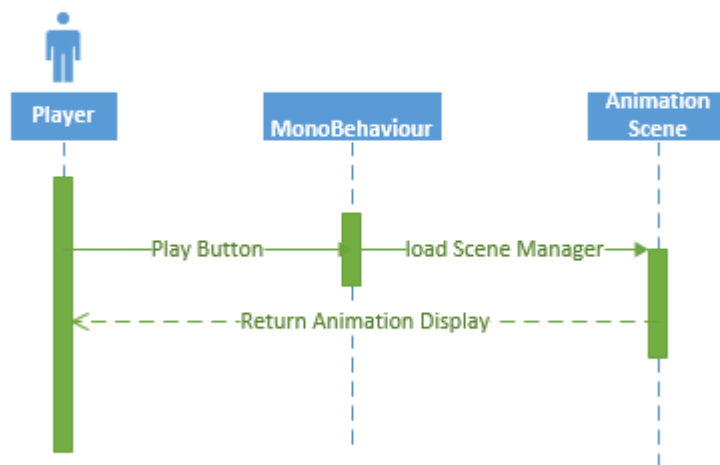 Player
MonoBehaviour
Animation
Scene
Play Button
load Scene Manager
Return Animation Display